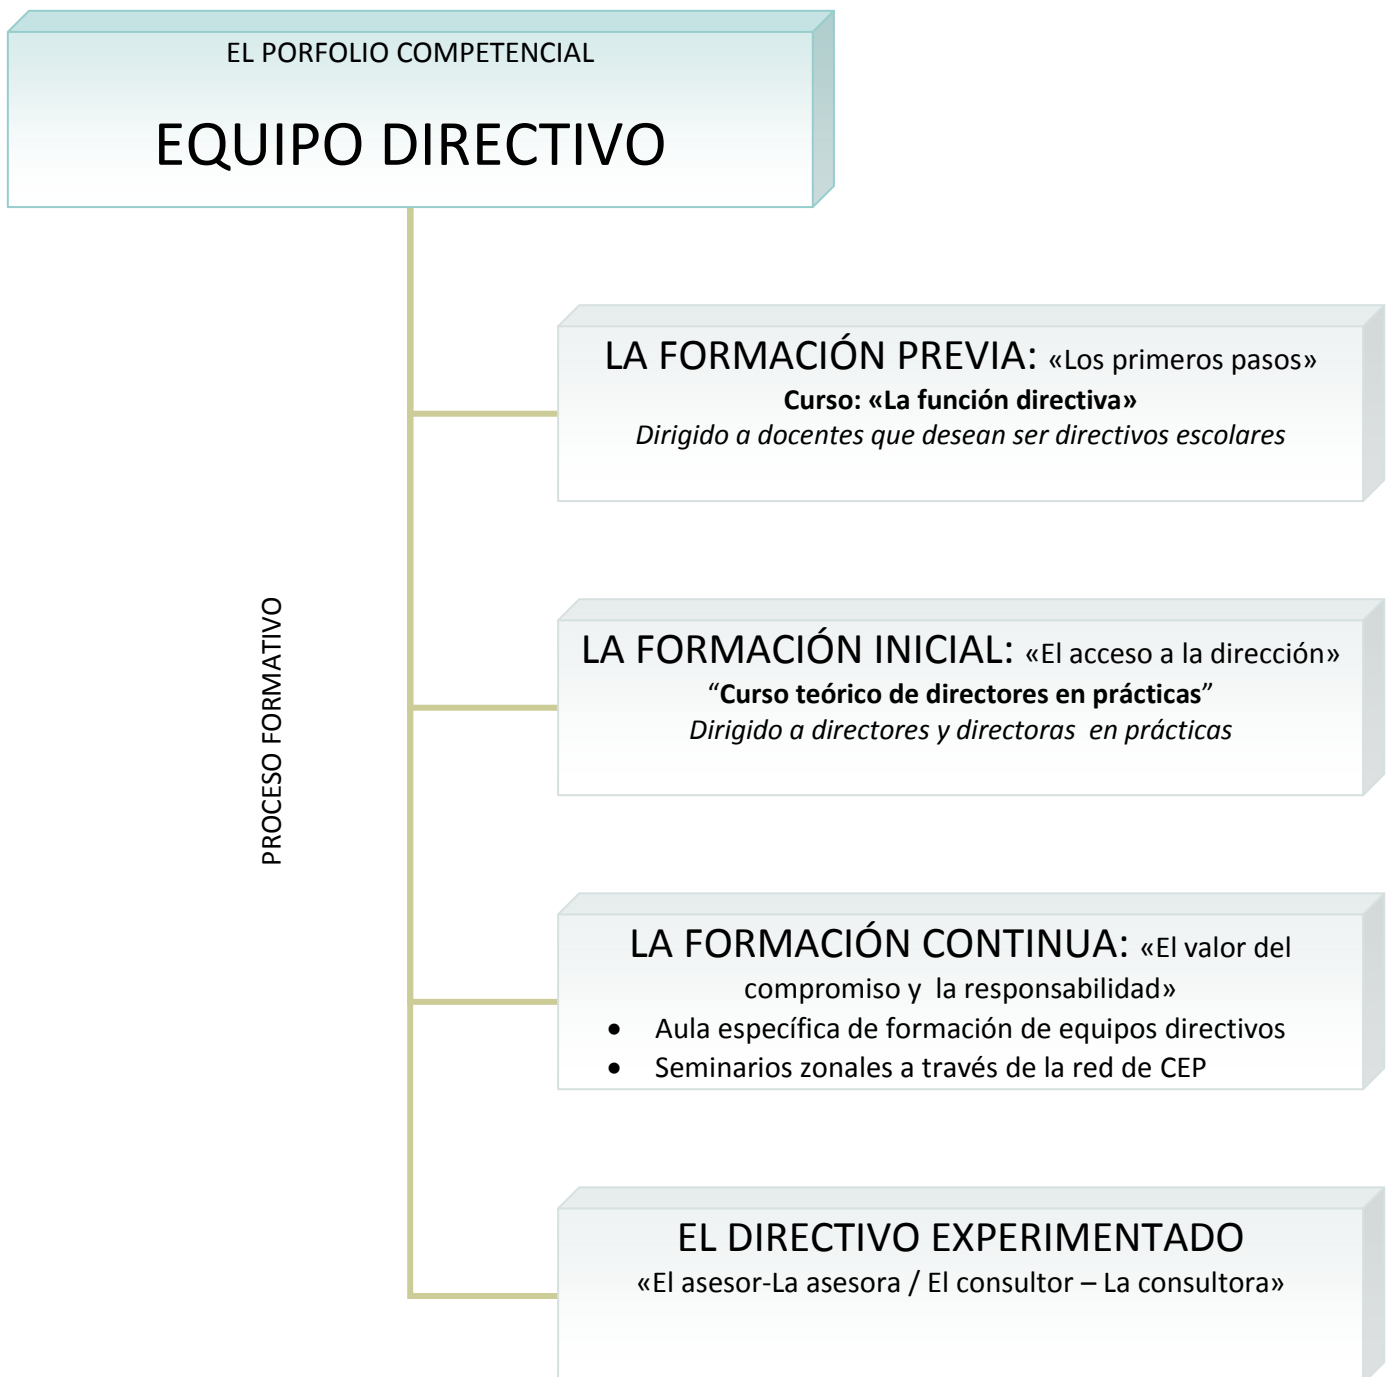 EL PORFOLIO COMPETENCIAL
EQUIPO DIRECTIVO
PROCESO FORMATIVO
LA FORMACIÓN PREVIA: «Los primeros pasos»
Curso: «La función directiva»
Dirigido a docentes que desean ser directivos escolares
LA FORMACIÓN INICIAL: «El acceso a la dirección»
“Curso teórico de directores en prácticas”
Dirigido a directores y directoras en prácticas
LA FORMACIÓN CONTINUA: «El valor del
compromiso y la responsabilidad»
• Aula específica de formación de equipos directivos
• Seminarios zonales a través de la red de CEP
EL DIRECTIVO EXPERIMENTADO
«El asesor-La asesora / El consultor – La consultora»